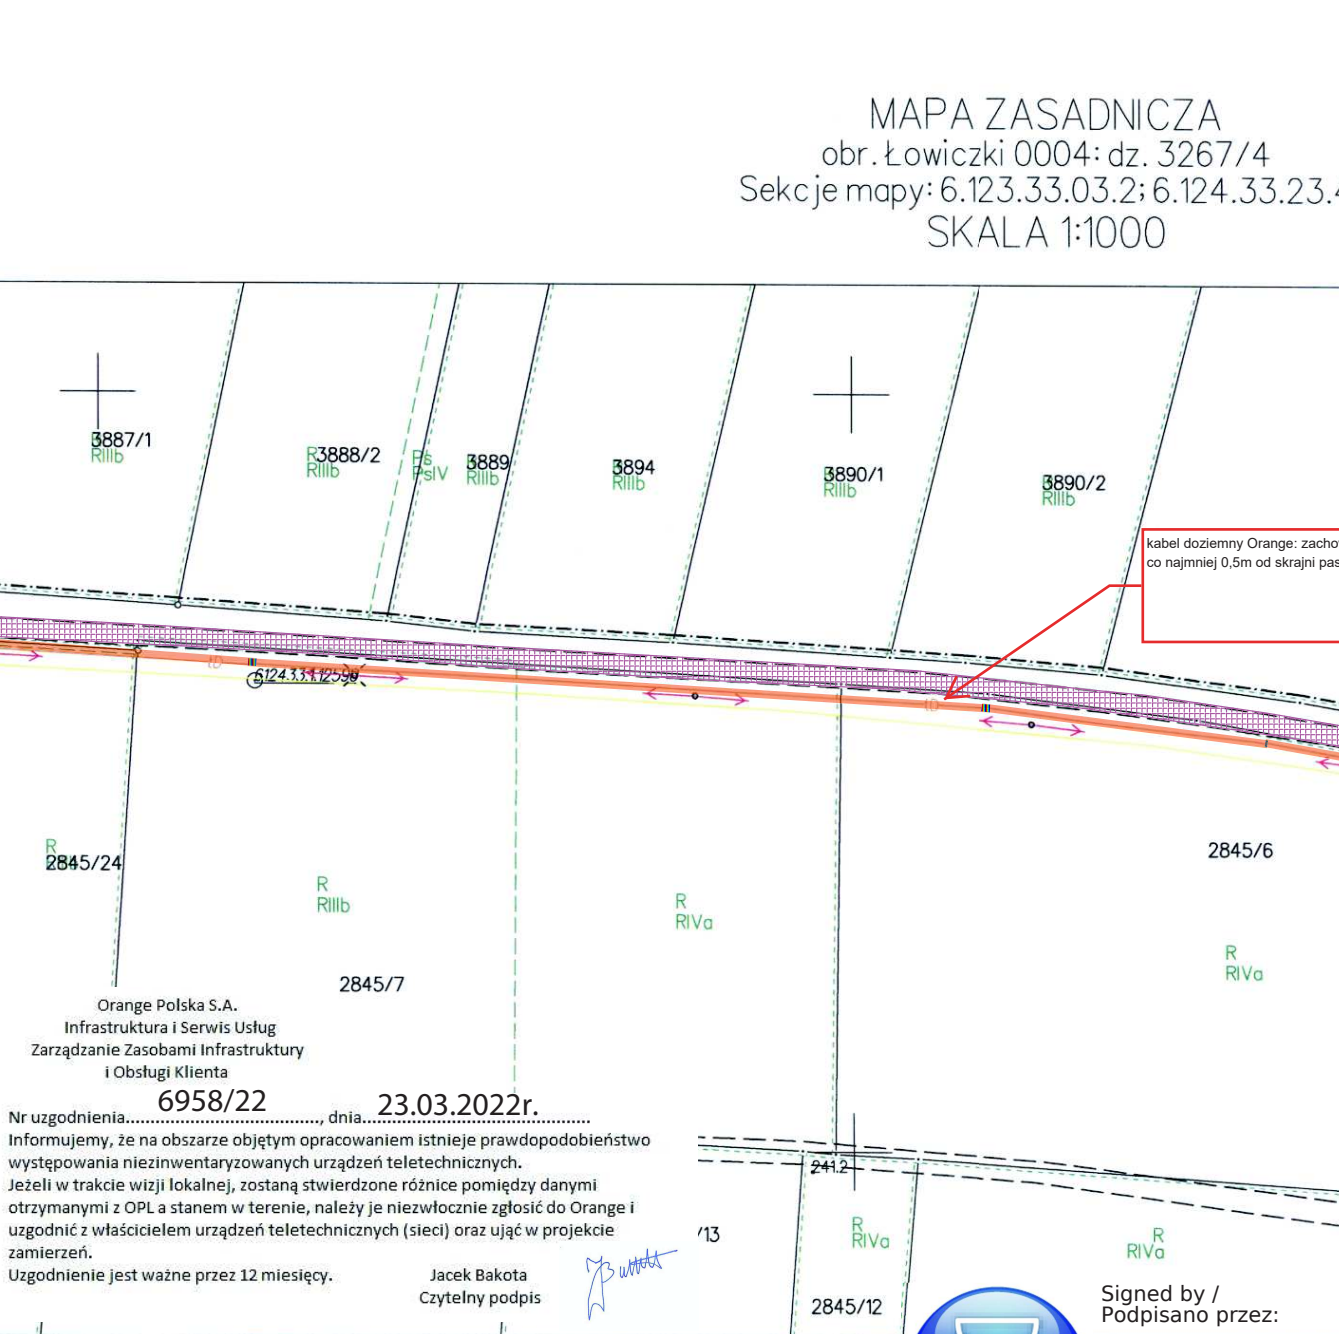 MAPA ZASADNICZA
obr. Łowiczki 0004: dz. 3267/4
Sekcje mapy: 6.123.33.03.2; 6.124.33.23.4
SKALA 1:1000
3887/1
RIIIb
R 3888/2
RIIIb
Ps
PsIV
3889
RIIIb
3894
RIIIb
3890/1
RIIIb
3890/2
RIIIb
kabel doziemny Orange: zacho
co najmniej 0,5m od skrajni pas
R
2845/24
R
RIIIb
2845/7
R
RIVa
2845/6
R
RIVa
Orange Polska S.A.
Infrastruktura i Serwis Usług
Zarządzanie Zasobami Infrastruktury
i Obsługi Klienta
Nr uzgodnienia 6958/22, dnia 23.03.2022r.
Informujemy, że na obszarze objętym opracowaniem istnieje prawdopodobieństwo
występowania niezinwentaryzowanych urządzeń teletechnicznych.
Jeżeli w trakcie wizji lokalnej, zostaną stwierdzone różnice pomiędzy danymi
otrzymanymi z OPL a stanem w terenie, należy je niezwłocznie zgłosić do Orange i
uzgodnić z właścicielem urządzeń teletechnicznych (sieci) oraz ująć w projekcie
zamierzeń.
Uzgodnienie jest ważne przez 12 miesięcy.
Jacek Bakota
Czytelny podpis
241.2
/13
R
RIVa
R
RIVa
2845/12
Signed by /
Podpisano przez: